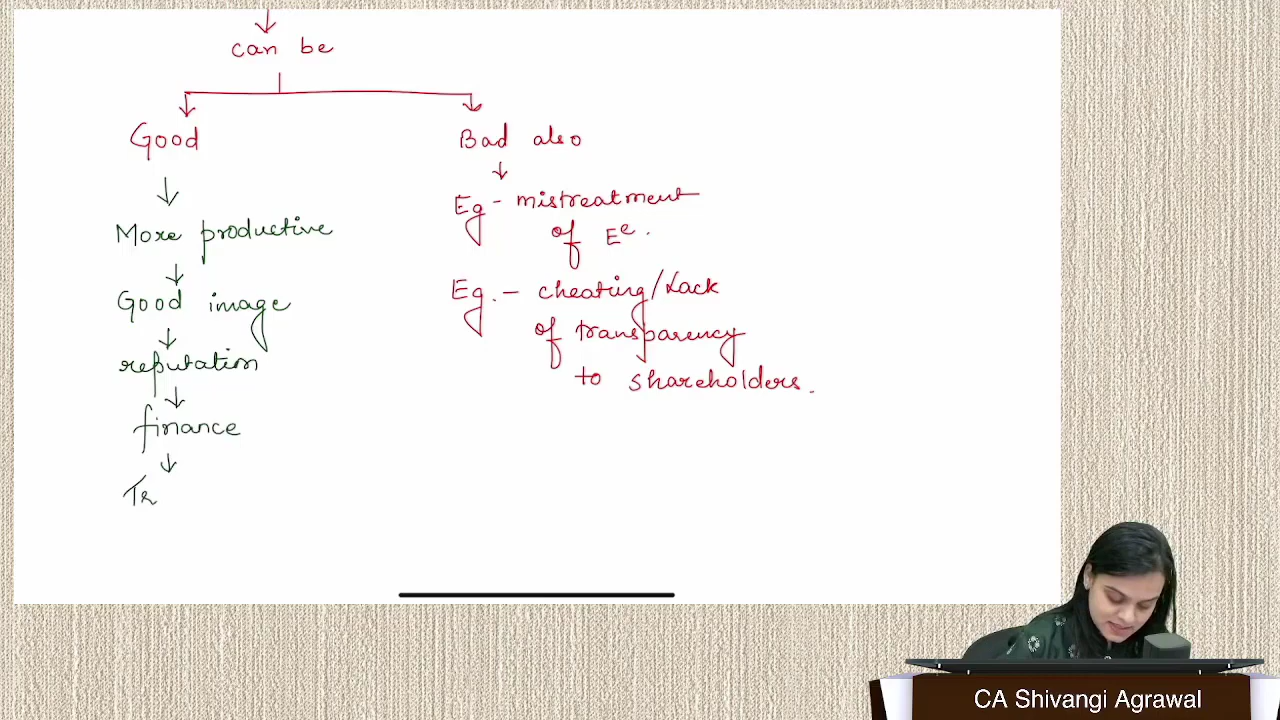 can be
Good
Bad also
More productive
Good image
reputation
finance
Tr
Eg - mistreatment
of Ee.
Eg. - cheating/Lack
of transparency
to shareholders.
CA Shivangi Agrawal